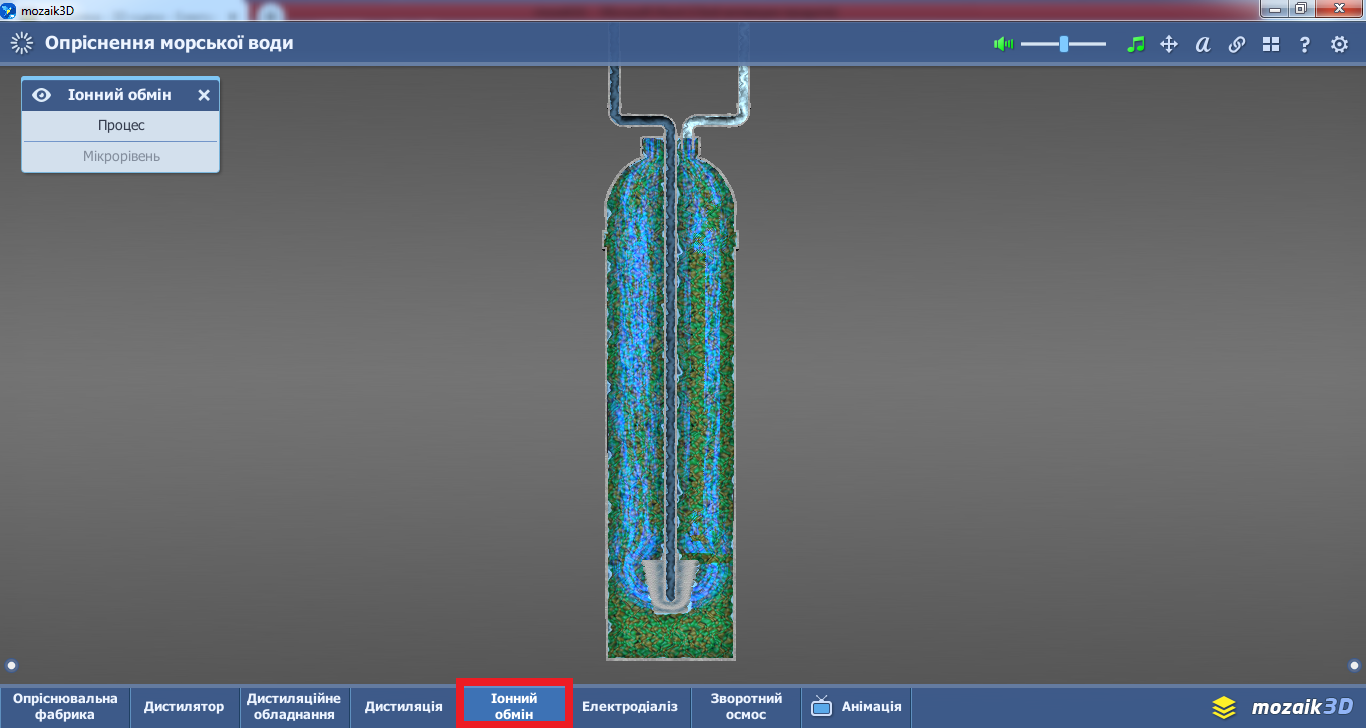 mozaik3D
Опріснення морської води
Іонний обмін
Процес
Мікрорівень
Опріснювальна
фабрика
Дистилятор
Дистиляційне
обладнання
Дистиляція
Іонний
обмін
Електродіаліз
Зворотний
осмос
Анімація
mozaik3D